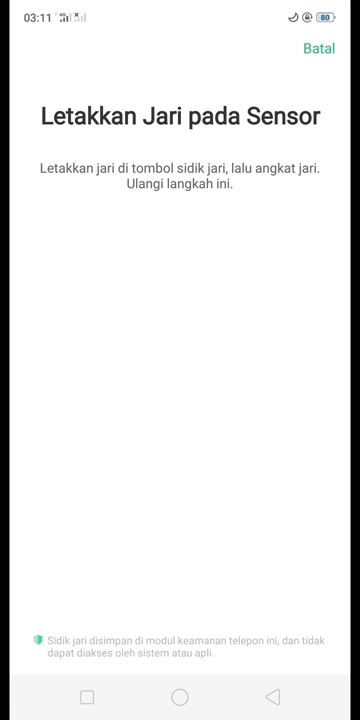 03:11
80
Batal
Letakkan Jari pada Sensor
Letakkan jari di tombol sidik jari, lalu angkat jari.
Ulangi langkah ini.
Sidik jari disimpan di modul keamanan telepon ini, dan tidak
dapat diakses oleh sistem atau apli.